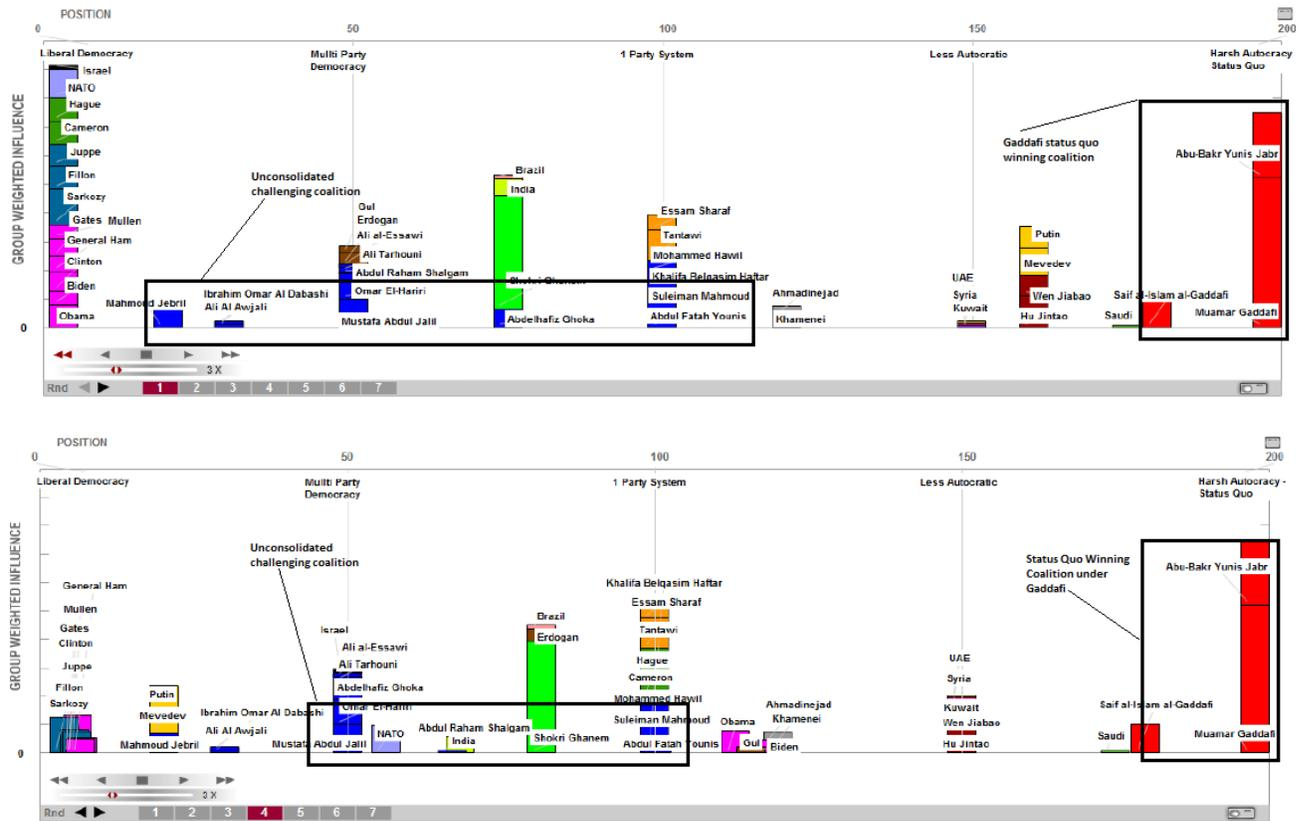 POSITION
0 50 100 150 200
Liberal Democracy
Mulliti Party
Democracy
1 Party System
Less Autocratic
Harsh Autocracy
Status Quo
GROUP WEIGHTED INFLUENCE
Israel
NATO
Hague
Cameron
Juppe
Fillon
Sarkozy
Gates Mullen
General Ham
Clinton
Biden
Obama
Unconsolidated
challenging coalition
Mahmoud Jebril
Ibrahim Omar Al Dabashi
Ali Al Awjali
Gul
Erdogan
Ali al-Essawi
Ali Tarhouni
Abdul Raham Shalgam
Omar El-Hariri
Mustafa Abdul Jalil
Brazil
India
Shokri Ghanem
Abdelhafiz Ghoka
Essam Sharaf
Tantawi
Mohammed Hawil
Khalifa Belqasim Haftar
Suleiman Mahmoud
Abdul Fatah Younis
Ahmadinejad
Khamenei
UAE
Syria
Kuwait
Putin
Mevedev
Wen Jiabao
Hu Jintao
Gaddafi status quo
winning coalition
Saudi
Saif al-Islam al-Gaddafi
Abu-Bakr Yunis Jabr
Muamar Gaddafi
0
3 X
Rnd 1 2 3 4 5 6 7
POSITION
0 50 100 150 200
Liberal Democracy
Mulliti Party
Democracy
1 Party System
Less Autocratic
Harsh Autocracy -
Status Quo
GROUP WEIGHTED INFLUENCE
General Ham
Mullen
Gates
Clinton
Juppe
Fillon
Sarkozy
Putin
Mevedev
Mahmoud Jebril
Ibrahim Omar Al Dabashi
Ali Al Awjali
Unconsolidated
challenging coalition
Israel
Ali al-Essawi
Ali Tarhouni
Abdelhafiz Ghoka
Omar El-Hariri
Mustafa Abdul Jalil
NATO
Abdul Raham Shalgam
India
Brazil
Erdogan
Shokri Ghanem
Khalifa Belqasim Haftar
Essam Sharaf
Tantawi
Hague
Cameron
Mohammed Hawil
Suleiman Mahmoud
Abdul Fatah Younis
Obama
Gul
Ahmadinejad
Khamenei
Biden
UAE
Syria
Kuwait
Wen Jiabao
Hu Jintao
Status Quo Winning
Coalition under
Gaddafi
Saudi
Saif al-Islam al-Gaddafi
Abu-Bakr Yunis Jabr
Muamar Gaddafi
0
3 X
Rnd 1 2 3 4 5 6 7